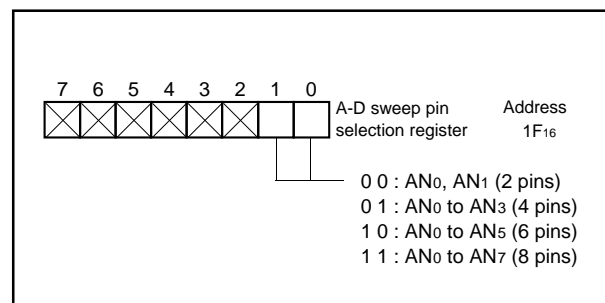 7 6 5 4 3 2 1 0
A-D sweep pin Address
selection register 1F16
0 0 : AN0, AN1 (2 pins)
0 1 : AN0 to AN3 (4 pins)
1 0 : AN0 to AN5 (6 pins)
1 1 : AN0 to AN7 (8 pins)